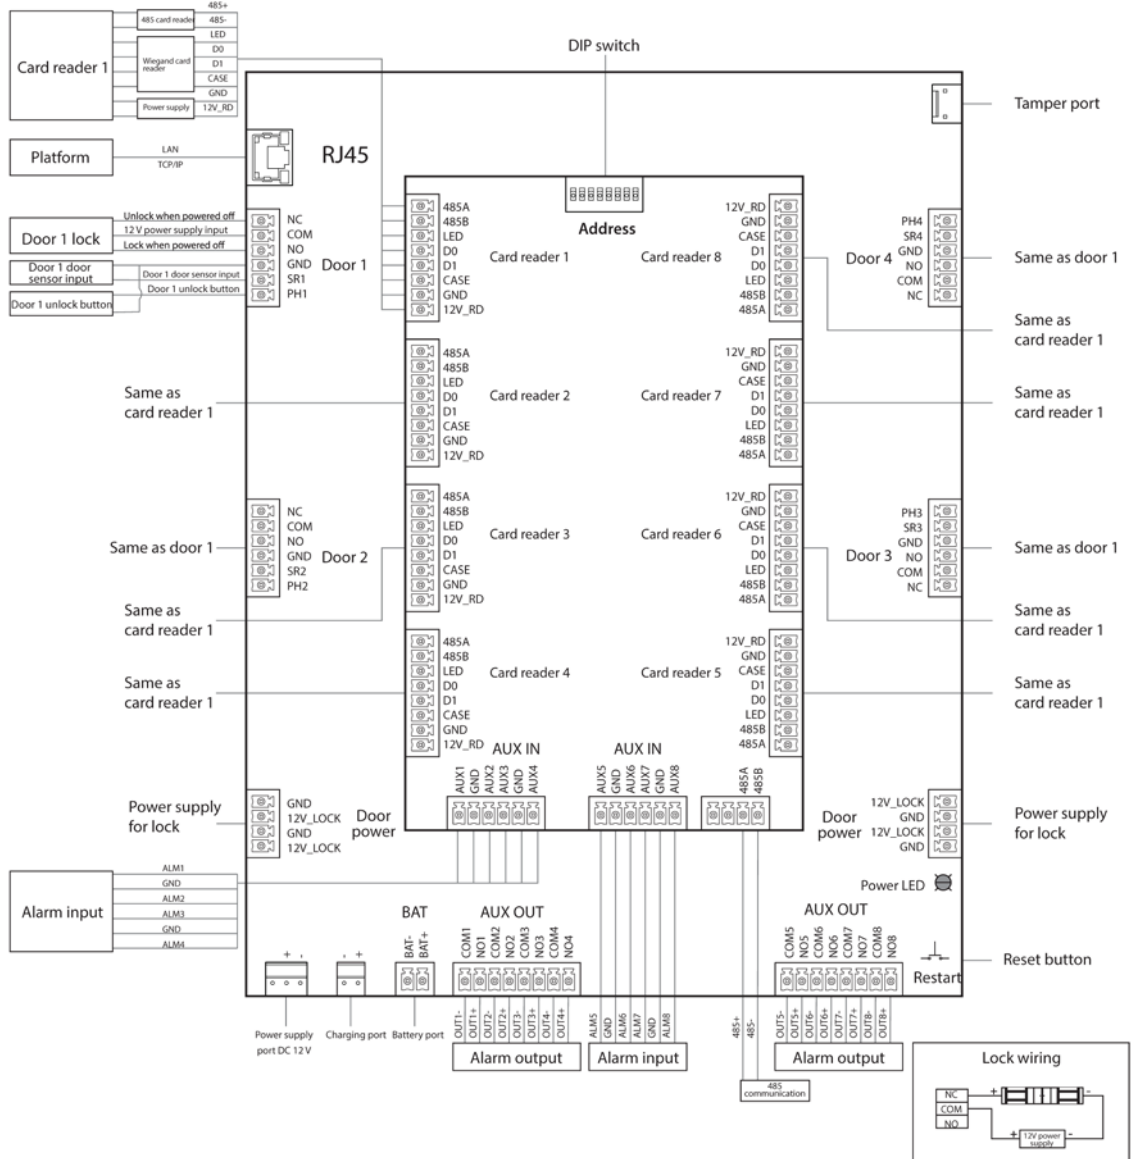 485+
485 card reader
485-
LED
Wiegand card
reader
D0
D1
CASE
GND
Power supply
12V_RD
Card reader 1
DIP switch
Tamper port
Platform
LAN
TCP/IP
RJ45
Address
Door 1 lock
Unlock when powered off
12 V power supply input
Lock when powered off
Door 1 door
sensor input
Door 1 door sensor input
Door 1 unlock button
Door 1 unlock button
NC
COM
NO
GND
SR1
PH1
Door 1
485A
485B
LED
D0
D1
CASE
GND
12V_RD
Card reader 1
Card reader 8
12V_RD
GND
CASE
D1
D0
LED
485B
485A
Door 4
PH4
SR4
GND
NO
COM
NC
Same as door 1
Same as
card reader 1
Same as
card reader 1
485A
485B
LED
D0
D1
CASE
GND
12V_RD
Card reader 2
Card reader 7
12V_RD
GND
CASE
D1
D0
LED
485B
485A
Same as
card reader 1
Same as door 1
NC
COM
NO
GND
SR2
PH2
Door 2
485A
485B
LED
D0
D1
CASE
GND
12V_RD
Card reader 3
Card reader 6
12V_RD
GND
CASE
D1
D0
LED
485B
485A
Door 3
PH3
SR3
GND
NO
COM
NC
Same as door 1
Same as
card reader 1
Same as
card reader 1
Same as
card reader 1
485A
485B
LED
D0
D1
CASE
GND
12V_RD
Card reader 4
Card reader 5
12V_RD
GND
CASE
D1
D0
LED
485B
485A
Same as
card reader 1
AUX IN
AUX1
GND
AUX2
AUX3
GND
AUX4
AUX IN
AUX5
GND
AUX6
AUX7
GND
AUX8
485A
485B
Power supply
for lock
GND
12V_LOCK
GND
12V_LOCK
Door
power
Door
power
12V_LOCK
GND
12V_LOCK
GND
Power supply
for lock
Alarm input
ALM1
GND
ALM2
ALM3
GND
ALM4
Power LED
BAT
BAT-
BAT+
AUX OUT
COM1
NO1
COM2
NO2
COM3
NO3
COM4
NO4
AUX OUT
COM5
NO5
COM6
NO6
COM7
NO7
COM8
NO8
Restart
Reset button
+ -
- +
Power supply
port DC 12 V
Charging port
Battery port
OUT1-
OUT1+
OUT2-
OUT2+
OUT3-
OUT3+
OUT4-
OUT4+
Alarm output
ALM5
GND
ALM6
ALM7
GND
ALM8
Alarm input
485+
485-
485
communication
OUT5-
OUT5+
OUT6-
OUT6+
OUT7-
OUT7+
OUT8-
OUT8+
Alarm output
Lock wiring
NC
COM
NO
+ -
+ 12V power
supply -